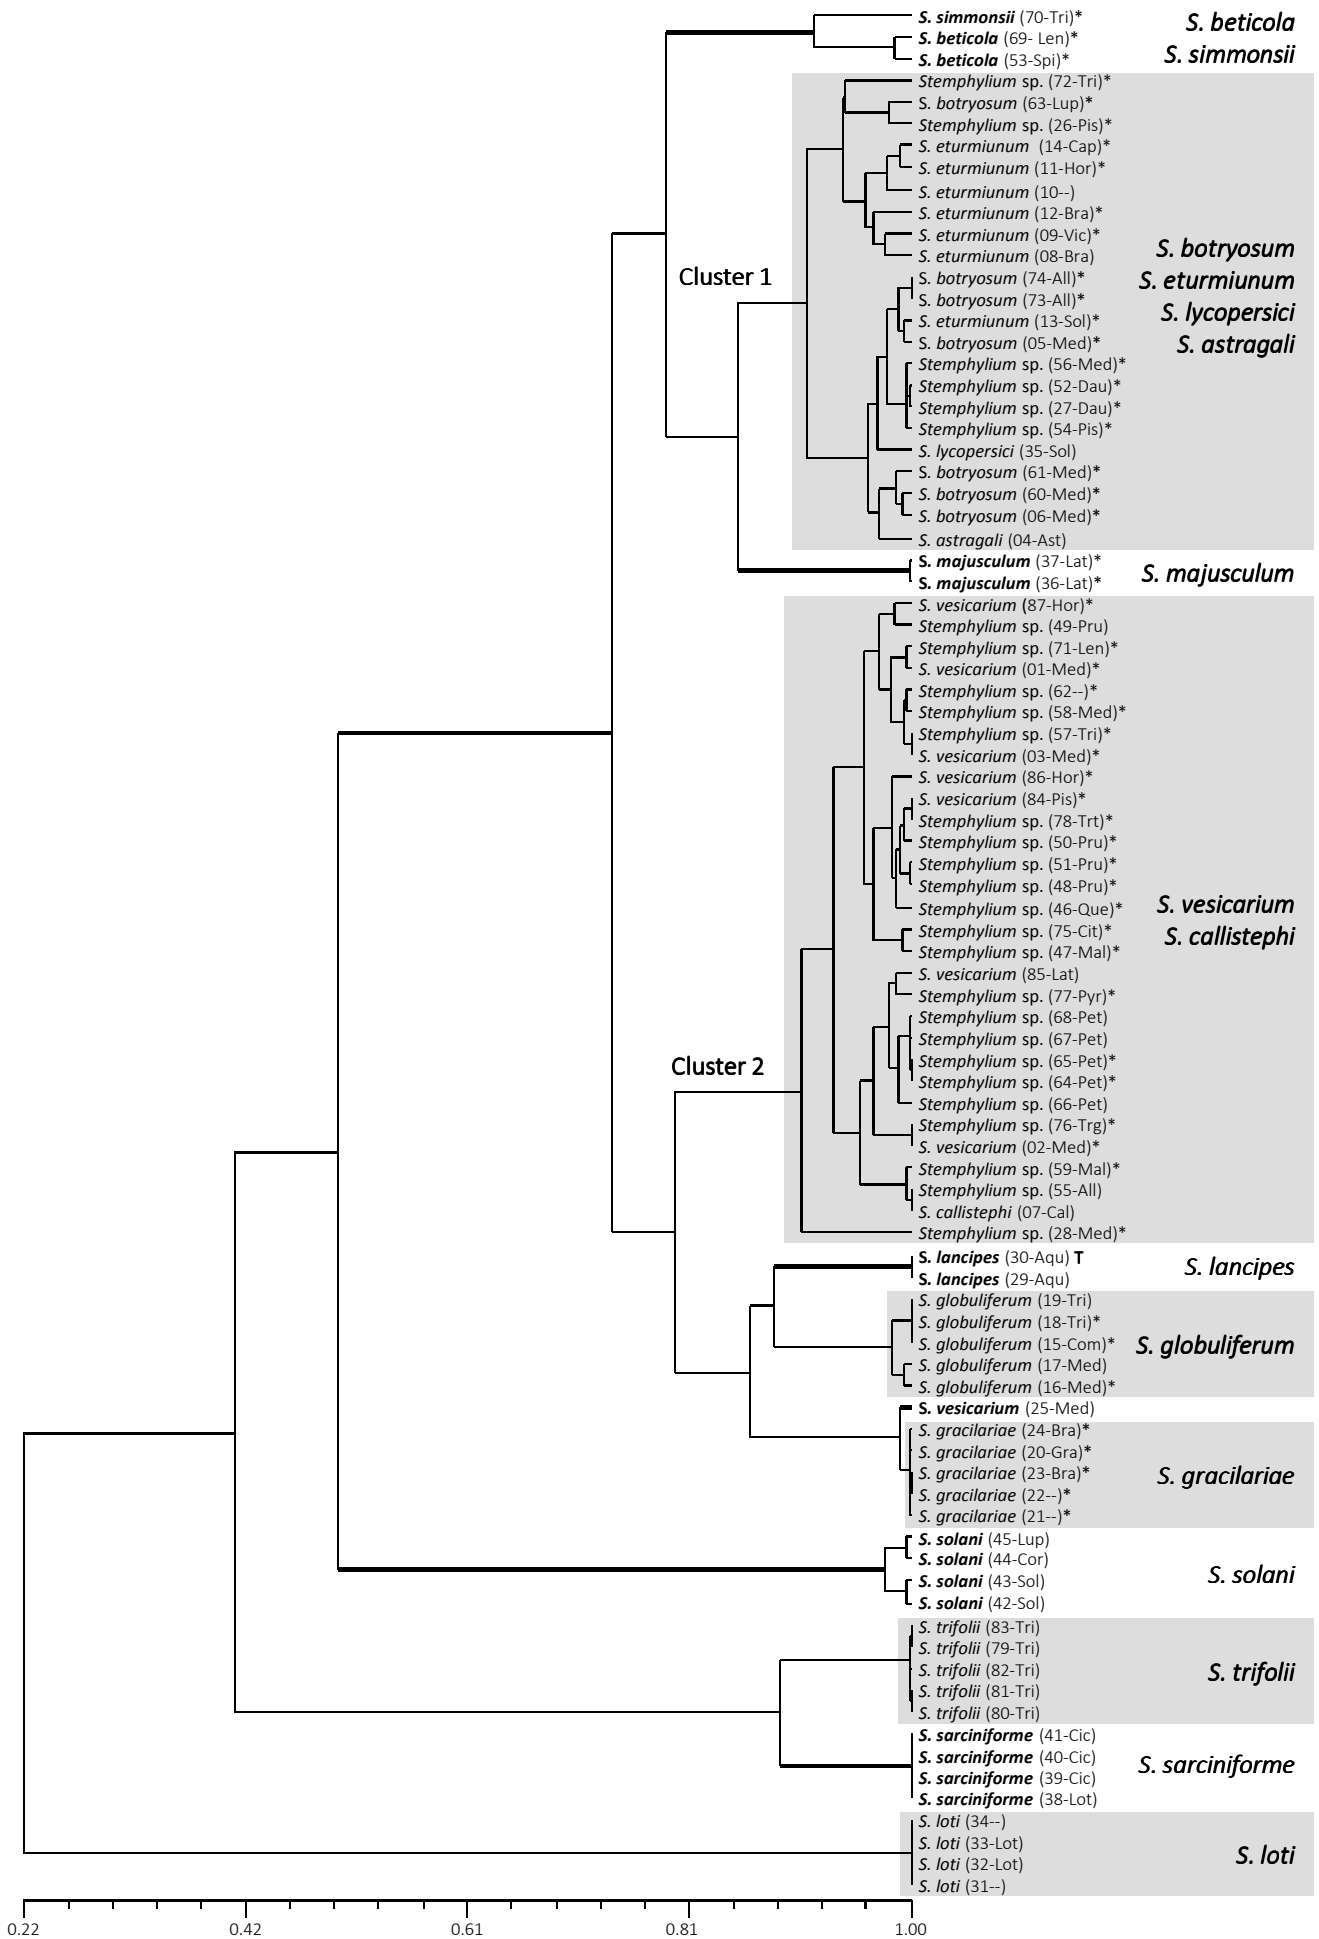 S. simmonsii (70-Tri)*
S. beticola (69- Len)*
S. beticola (53-Spi)*
S. beticola
S. simmonsii
Stemphylium sp. (72-Tri)*
S. botryosum (63-Lup)*
Stemphylium sp. (26-Pis)*
S. eturmiunum (14-Cap)*
S. eturmiunum (11-Hor)*
S. eturmiunum (10--)
S. eturmiunum (12-Bra)*
S. eturmiunum (09-Vic)*
S. eturmiunum (08-Bra)
Cluster 1
S. botryosum (74-All)*
S. botryosum (73-All)*
S. eturmiunum (13-Sol)*
S. botryosum (05-Med)*
Stemphylium sp. (56-Med)*
Stemphylium sp. (52-Dau)*
Stemphylium sp. (27-Dau)*
Stemphylium sp. (54-Pis)*
S. lycopersici (35-Sol)
S. botryosum (61-Med)*
S. botryosum (60-Med)*
S. botryosum (06-Med)*
S. astragali (04-Ast)
S. botryosum
S. eturmiunum
S. lycopersici
S. astragali
S. majusculum (37-Lat)*
S. majusculum (36-Lat)*
S. majusculum
S. vesicarium (87-Hor)*
Stemphylium sp. (49-Pru)
Stemphylium sp. (71-Len)*
S. vesicarium (01-Med)*
Stemphylium sp. (62--)*
Stemphylium sp. (58-Med)*
Stemphylium sp. (57-Tri)*
S. vesicarium (03-Med)*
S. vesicarium (86-Hor)*
S. vesicarium (84-Pis)*
Stemphylium sp. (78-Trt)*
Stemphylium sp. (50-Pru)*
Stemphylium sp. (51-Pru)*
Stemphylium sp. (48-Pru)*
Stemphylium sp. (46-Que)*
Stemphylium sp. (75-Cit)*
Stemphylium sp. (47-Mal)*
S. vesicarium (85-Lat)
Stemphylium sp. (77-Pyr)*
Stemphylium sp. (68-Pet)
Stemphylium sp. (67-Pet)
Stemphylium sp. (65-Pet)*
Stemphylium sp. (64-Pet)*
Stemphylium sp. (66-Pet)
Cluster 2
Stemphylium sp. (76-Trg)*
S. vesicarium (02-Med)*
Stemphylium sp. (59-Mal)*
Stemphylium sp. (55-All)
S. callistephi (07-Cal)
Stemphylium sp. (28-Med)*
S. vesicarium
S. callistephi
S. lancipes (30-Aqu) T
S. lancipes (29-Aqu)
S. lancipes
S. globuliferum (19-Tri)
S. globuliferum (18-Tri)*
S. globuliferum (15-Com)*
S. globuliferum (17-Med)
S. globuliferum (16-Med)*
S. globuliferum
S. vesicarium (25-Med)
S. gracilariae (24-Bra)*
S. gracilariae (20-Gra)*
S. gracilariae (23-Bra)*
S. gracilariae (22--)*
S. gracilariae (21--)*
S. gracilariae
S. solani (45-Lup)
S. solani (44-Cor)
S. solani (43-Sol)
S. solani (42-Sol)
S. solani
S. trifolii (83-Tri)
S. trifolii (79-Tri)
S. trifolii (82-Tri)
S. trifolii (81-Tri)
S. trifolii (80-Tri)
S. trifolii
S. sarciniforme (41-Cic)
S. sarciniforme (40-Cic)
S. sarciniforme (39-Cic)
S. sarciniforme (38-Lot)
S. sarciniforme
S. loti (34--)
S. loti (33-Lot)
S. loti (32-Lot)
S. loti (31--)
S. loti
0.22 0.42 0.61 0.81 1.00